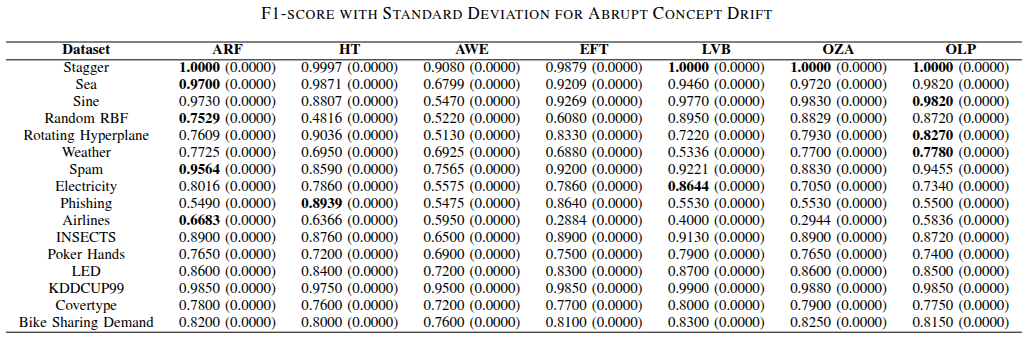 F1-SCORE WITH STANDARD DEVIATION FOR ABRUPT CONCEPT DRIFT
Dataset ARF HT AWE EFT LVB OZA OLP
Stagger 1.0000 (0.0000) 0.9997 (0.0000) 0.9080 (0.0000) 0.9879 (0.0000) 1.0000 (0.0000) 1.0000 (0.0000) 1.0000 (0.0000)
Sea 0.9700 (0.0000) 0.9871 (0.0000) 0.6799 (0.0000) 0.9209 (0.0000) 0.9460 (0.0000) 0.9720 (0.0000) 0.9820 (0.0000)
Sine 0.9730 (0.0000) 0.8807 (0.0000) 0.5470 (0.0000) 0.9269 (0.0000) 0.9770 (0.0000) 0.9830 (0.0000) 0.9820 (0.0000)
Random RBF 0.7529 (0.0000) 0.4816 (0.0000) 0.5220 (0.0000) 0.6080 (0.0000) 0.8950 (0.0000) 0.8829 (0.0000) 0.8720 (0.0000)
Rotating Hyperplane 0.7609 (0.0000) 0.9036 (0.0000) 0.5130 (0.0000) 0.8330 (0.0000) 0.7220 (0.0000) 0.7930 (0.0000) 0.8270 (0.0000)
Weather 0.7725 (0.0000) 0.6950 (0.0000) 0.6925 (0.0000) 0.6880 (0.0000) 0.5336 (0.0000) 0.7700 (0.0000) 0.7780 (0.0000)
Spam 0.9564 (0.0000) 0.8590 (0.0000) 0.7565 (0.0000) 0.9200 (0.0000) 0.9221 (0.0000) 0.8830 (0.0000) 0.9455 (0.0000)
Electricity 0.8016 (0.0000) 0.7860 (0.0000) 0.5575 (0.0000) 0.7860 (0.0000) 0.8644 (0.0000) 0.7050 (0.0000) 0.7340 (0.0000)
Phishing 0.5490 (0.0000) 0.8939 (0.0000) 0.5475 (0.0000) 0.8640 (0.0000) 0.5530 (0.0000) 0.5530 (0.0000) 0.5500 (0.0000)
Airlines 0.6683 (0.0000) 0.6366 (0.0000) 0.5950 (0.0000) 0.2884 (0.0000) 0.4000 (0.0000) 0.2944 (0.0000) 0.5836 (0.0000)
INSECTS 0.8900 (0.0000) 0.8760 (0.0000) 0.6500 (0.0000) 0.8900 (0.0000) 0.9130 (0.0000) 0.8900 (0.0000) 0.8720 (0.0000)
Poker Hands 0.7650 (0.0000) 0.7200 (0.0000) 0.6900 (0.0000) 0.7500 (0.0000) 0.7900 (0.0000) 0.7650 (0.0000) 0.7400 (0.0000)
LED 0.8600 (0.0000) 0.8400 (0.0000) 0.7200 (0.0000) 0.8300 (0.0000) 0.8700 (0.0000) 0.8600 (0.0000) 0.8500 (0.0000)
KDDCUP99 0.9850 (0.0000) 0.9750 (0.0000) 0.9500 (0.0000) 0.9850 (0.0000) 0.9900 (0.0000) 0.9880 (0.0000) 0.9850 (0.0000)
Covertype 0.7800 (0.0000) 0.7600 (0.0000) 0.7200 (0.0000) 0.7700 (0.0000) 0.8000 (0.0000) 0.7900 (0.0000) 0.7750 (0.0000)
Bike Sharing Demand 0.8200 (0.0000) 0.8000 (0.0000) 0.7600 (0.0000) 0.8100 (0.0000) 0.8300 (0.0000) 0.8250 (0.0000) 0.8150 (0.0000)